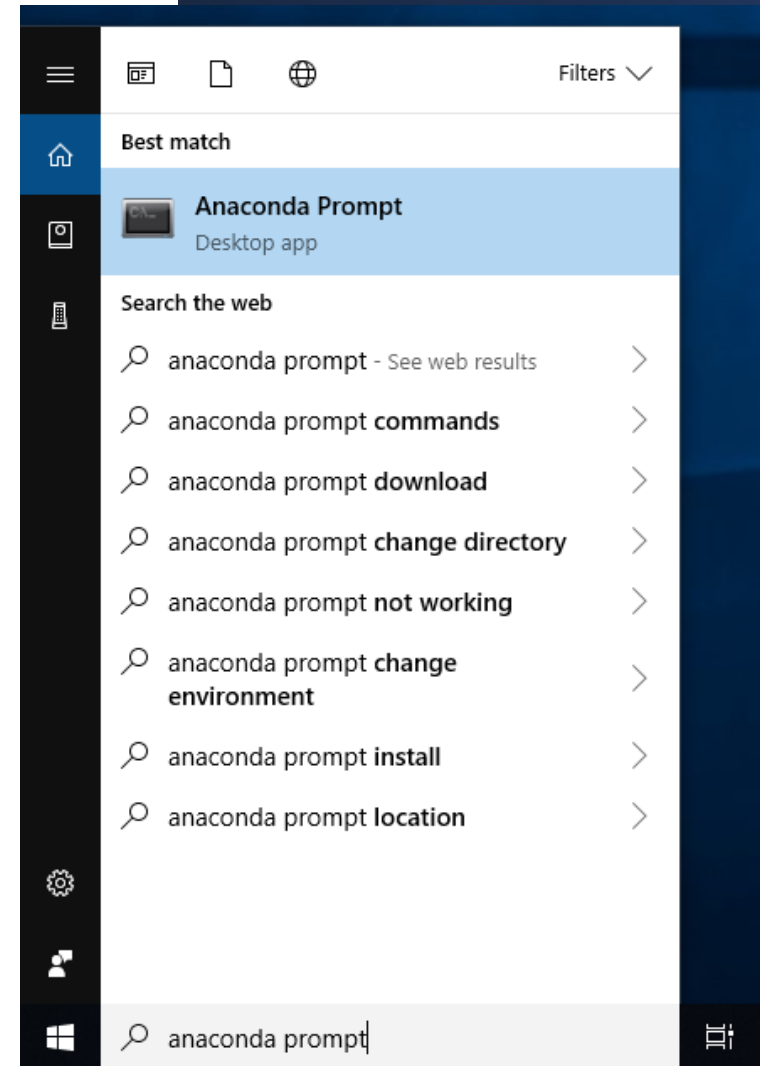 Filters
Best match
Anaconda Prompt
Desktop app
Search the web
anaconda prompt - See web results
anaconda prompt commands
anaconda prompt download
anaconda prompt change directory
anaconda prompt not working
anaconda prompt change
environment
anaconda prompt install
anaconda prompt location
anaconda prompt